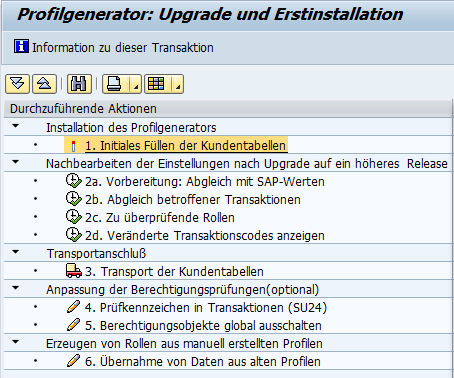 Profilgenerator: Upgrade und Erstinstallation
Information zu dieser Transaktion
Durchzuführende Aktionen
Installation des Profilgenerators
1. Initiales Füllen der Kundentabellen
Nachbearbeiten der Einstellungen nach Upgrade auf ein höheres Release
2a. Vorbereitung: Abgleich mit SAP-Werten
2b. Abgleich betroffener Transaktionen
2c. Zu überprüfende Rollen
2d. Veränderte Transaktionscodes anzeigen
Transportanschluß
3. Transport der Kundentabellen
Anpassung der Berechtigungsprüfungen(optional)
4. Prüfkennzeichen in Transaktionen (SU24)
5. Berechtigungsobjekte global ausschalten
Erzeugen von Rollen aus manuell erstellten Profilen
6. Übernahme von Daten aus alten Profilen